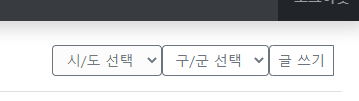 시/도 선택 구/군 선택 글 쓰기